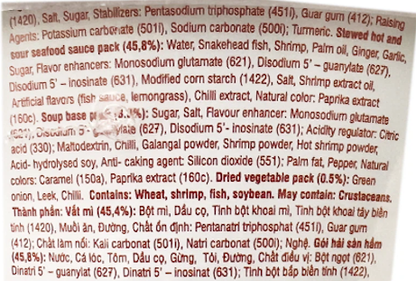 (1420), Salt, Sugar, Stabilizers: Pentasodium triphosphate (451i), Guar gum (412); Raising
Agents: Potassium carbonate (501i), Sodium carbonate (500i); Turmeric. Stewed hot and
sour seafood sauce pack (45,8%): Water, Snakehead fish, Shrimp, Palm oil, Ginger, Garlic,
Sugar, Flavor enhancers: Monosodium glutamate (621), Disodium 5' – guanylate (627),
Disodium 5' – inosinate (631), Modified corn starch (1422), Salt, Shrimp extract oil,
Artificial flavors (fish sauce, lemongrass), Chilli extract, Natural color: Paprika extract
(160c). Soup base Sugar, Salt, Flavour enhancer: Monosodium glutamate
Disodium 5'- guanylate (627), Disodium 5'- inosinate (631); Acidity regulator: Citric
acid (330); Maltodextrin, Chilli, Galangal powder, Shrimp powder, Hot shrimp powder,
Acid- hydrolysed soy, Anti- caking agent: Silicon dioxide (551); Palm fat, Pepper, Natural
colors: Caramel (150a), Paprika extract (160c). Dried vegetable pack (0.5%): Green
onion, Leek, Chilli. Contains: Wheat, shrimp, fish, soybean. May contain: Crustaceans.
Thành phần: Vắt mì (45,4%): Bột mì, Dầu cọ, Tinh bột khoai mì, Tinh bột khoai tây biến
tính (1420), Muối ăn, Đường, Chất ổn định: Pentanatri triphosphat (451i), Guar gum
(412); Chất làm nổi: Kali carbonat (501i), Natri carbonat (500i); Nghệ. Gói hải sản hầm
(45,8%): Nước, Cá lóc, Tôm, Dầu cọ, Gừng, Tỏi, Đường, Chất điều vị: Bột ngọt (621),
Dinatri 5' – guanylat (627), Dinatri 5' – inosinat (631); Tinh bột bắp biến tính (1422),